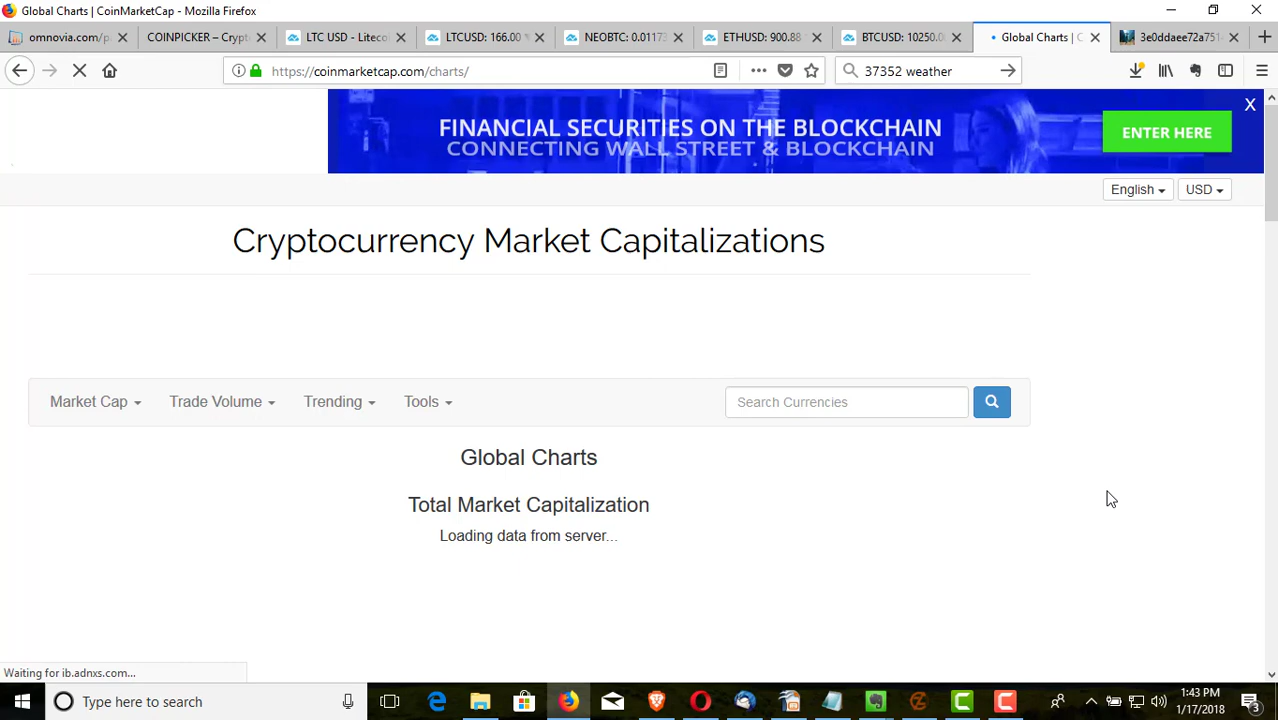 Global Charts | CoinMarketCap - Mozilla Firefox
omnovia.com/p
COINPICKER – Crypt
LTC USD - Liteco
LTCUSD: 166.00
NEOBTC: 0.01173
ETHUSD: 900.88
BTCUSD: 10250.0
Global Charts | C
3e0ddaee72a751
https://coinmarketcap.com/charts/
37352 weather
FINANCIAL SECURITIES ON THE BLOCKCHAIN
CONNECTING WALL STREET & BLOCKCHAIN
ENTER HERE
X
English
USD
Cryptocurrency Market Capitalizations
Market Cap
Trade Volume
Trending
Tools
Search Currencies
Global Charts
Total Market Capitalization
Loading data from server...
Waiting for ib.adnxs.com...
Type here to search
1:43 PM
1/17/2018
3